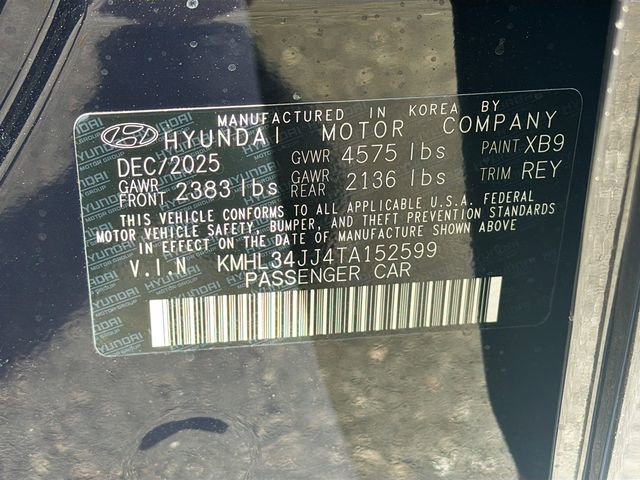 MANUFACTURED IN KOREA BY
HYUNDAI MOTOR COMPANY
DEC/2025 GVWR 4575 lbs PAINT XB9
GAWR FRONT 2383 lbs GAWR REAR 2136 lbs TRIM REY
THIS VEHICLE CONFORMS TO ALL APPLICABLE U.S.A. FEDERAL
MOTOR VEHICLE SAFETY, BUMPER, AND THEFT PREVENTION STANDARDS
IN EFFECT ON THE DATE OF MANUFACTURE SHOWN ABOVE
V.I.N KMHL34JJ4TA152599
PASSENGER CAR